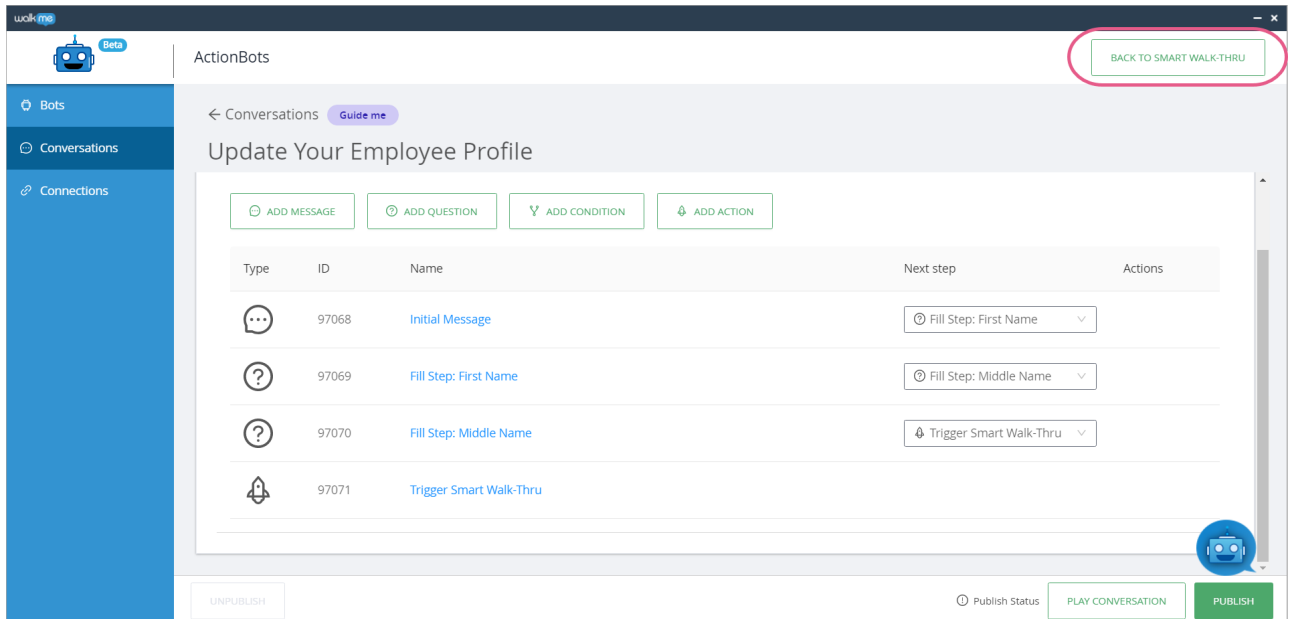 walk me
Beta
ActionBots
BACK TO SMART WALK-THRU
Bots
Conversations
Connections
← Conversations Guide me
Update Your Employee Profile
ADD MESSAGE ADD QUESTION ADD CONDITION ADD ACTION
Type ID Name Next step Actions
97068 Initial Message Fill Step: First Name
97069 Fill Step: First Name Fill Step: Middle Name
97070 Fill Step: Middle Name Trigger Smart Walk-Thru
97071 Trigger Smart Walk-Thru
UNPUBLISH Publish Status PLAY CONVERSATION PUBLISH